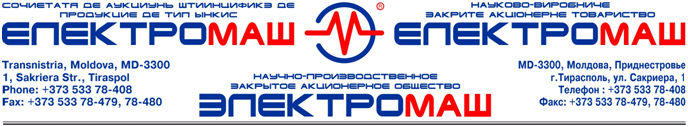 СОЧИЕТАТЯ ДЕ АУКЦИУНЬ ШТИИНЦИФИКЭ ДЕ
ПРОДУКЦИЕ ДЕ ТИП ЫНКИС
ЕЛЕКТРОМАШ
®
НАУКОВО-ВИРОБНИЧЕ
ЗАКРИТЕ АКЦІОНЕРНЕ ТОВАРИСТВО
ЕЛЕКТРОМАШ
Transnistria, Moldova, MD-3300
1, Sakriera Str., Tiraspol
Phone: +373 533 78-408
Fax: +373 533 78-479, 78-480
НАУЧНО-ПРОИЗВОДСТВЕННОЕ
ЗАКРЫТОЕ АКЦИОНЕРНОЕ ОБЩЕСТВО
ЭЛЕКТРОМАШ
MD-3300, Молдова, Приднестровье
г.Тирасполь, ул. Сакриера, 1
Телефон : +373 533 78-408
Факс: +373 533 78-479, 78-480